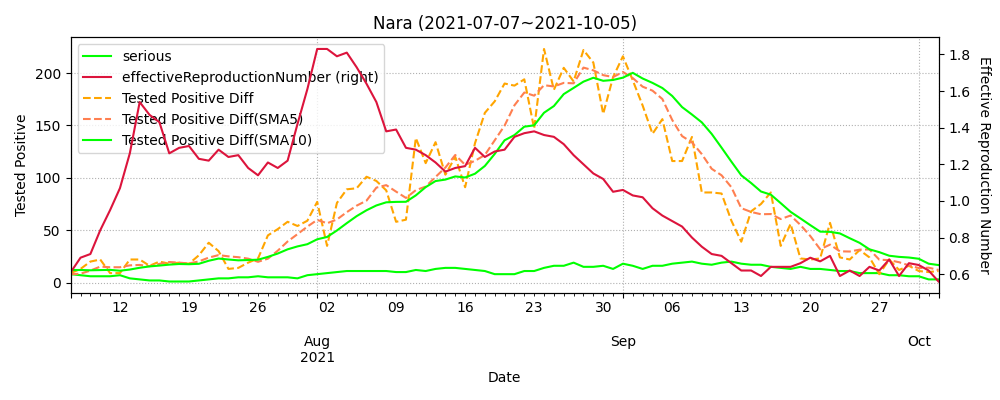 Nara (2021-07-07~2021-10-05)
serious
effectiveReproductionNumber (right)
Tested Positive Diff
Tested Positive Diff(SMA5)
Tested Positive Diff(SMA10)
Tested Positive
200
150
100
50
0
Effective Reproduction Number
1.8
1.6
1.4
1.2
1.0
0.8
0.6
12 19 26 02 09 16 23 30 06 13 20 27
Aug Sep Oct
2021
Date